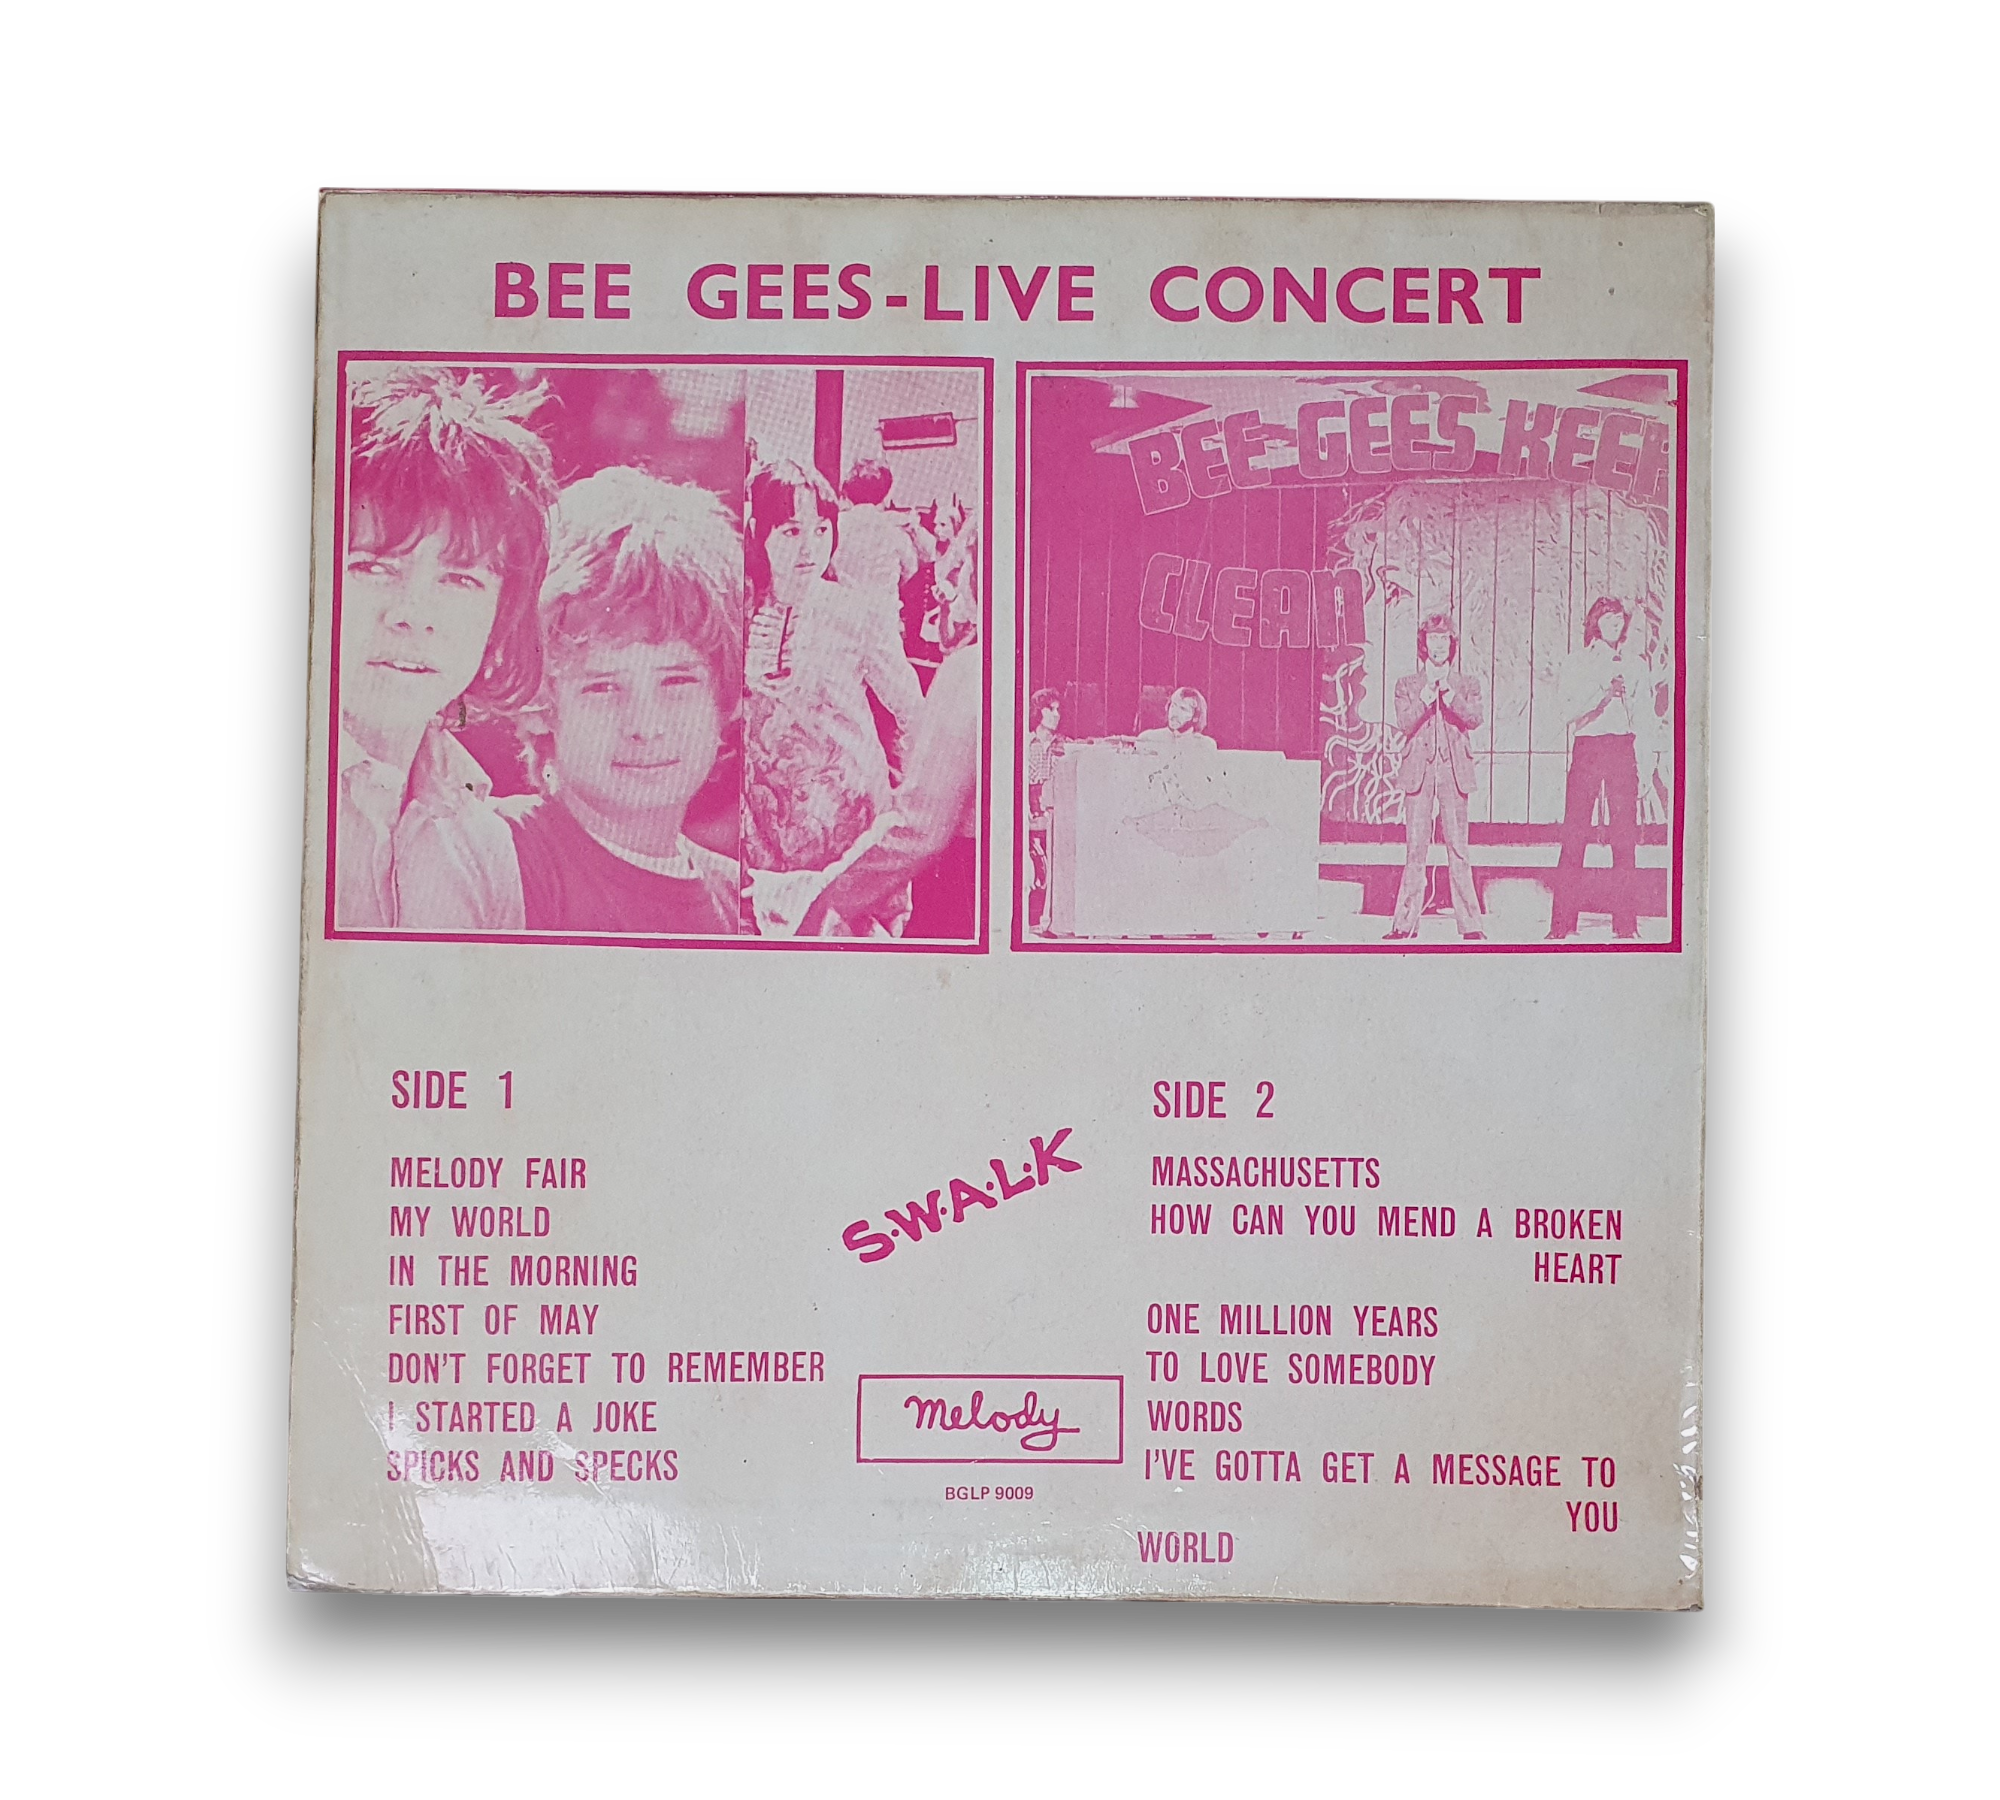 BEE GEES-LIVE CONCERT
BEE GEES KEEP
CLEAN
SIDE 1
MELODY FAIR
MY WORLD
IN THE MORNING
FIRST OF MAY
DON'T FORGET TO REMEMBER
I STARTED A JOKE
SPICKS AND SPECKS
S.W.A.L.K
melody
BGLP 9009
SIDE 2
MASSACHUSETTS
HOW CAN YOU MEND A BROKEN
HEART
ONE MILLION YEARS
TO LOVE SOMEBODY
WORDS
I'VE GOTTA GET A MESSAGE TO
YOU
WORLD